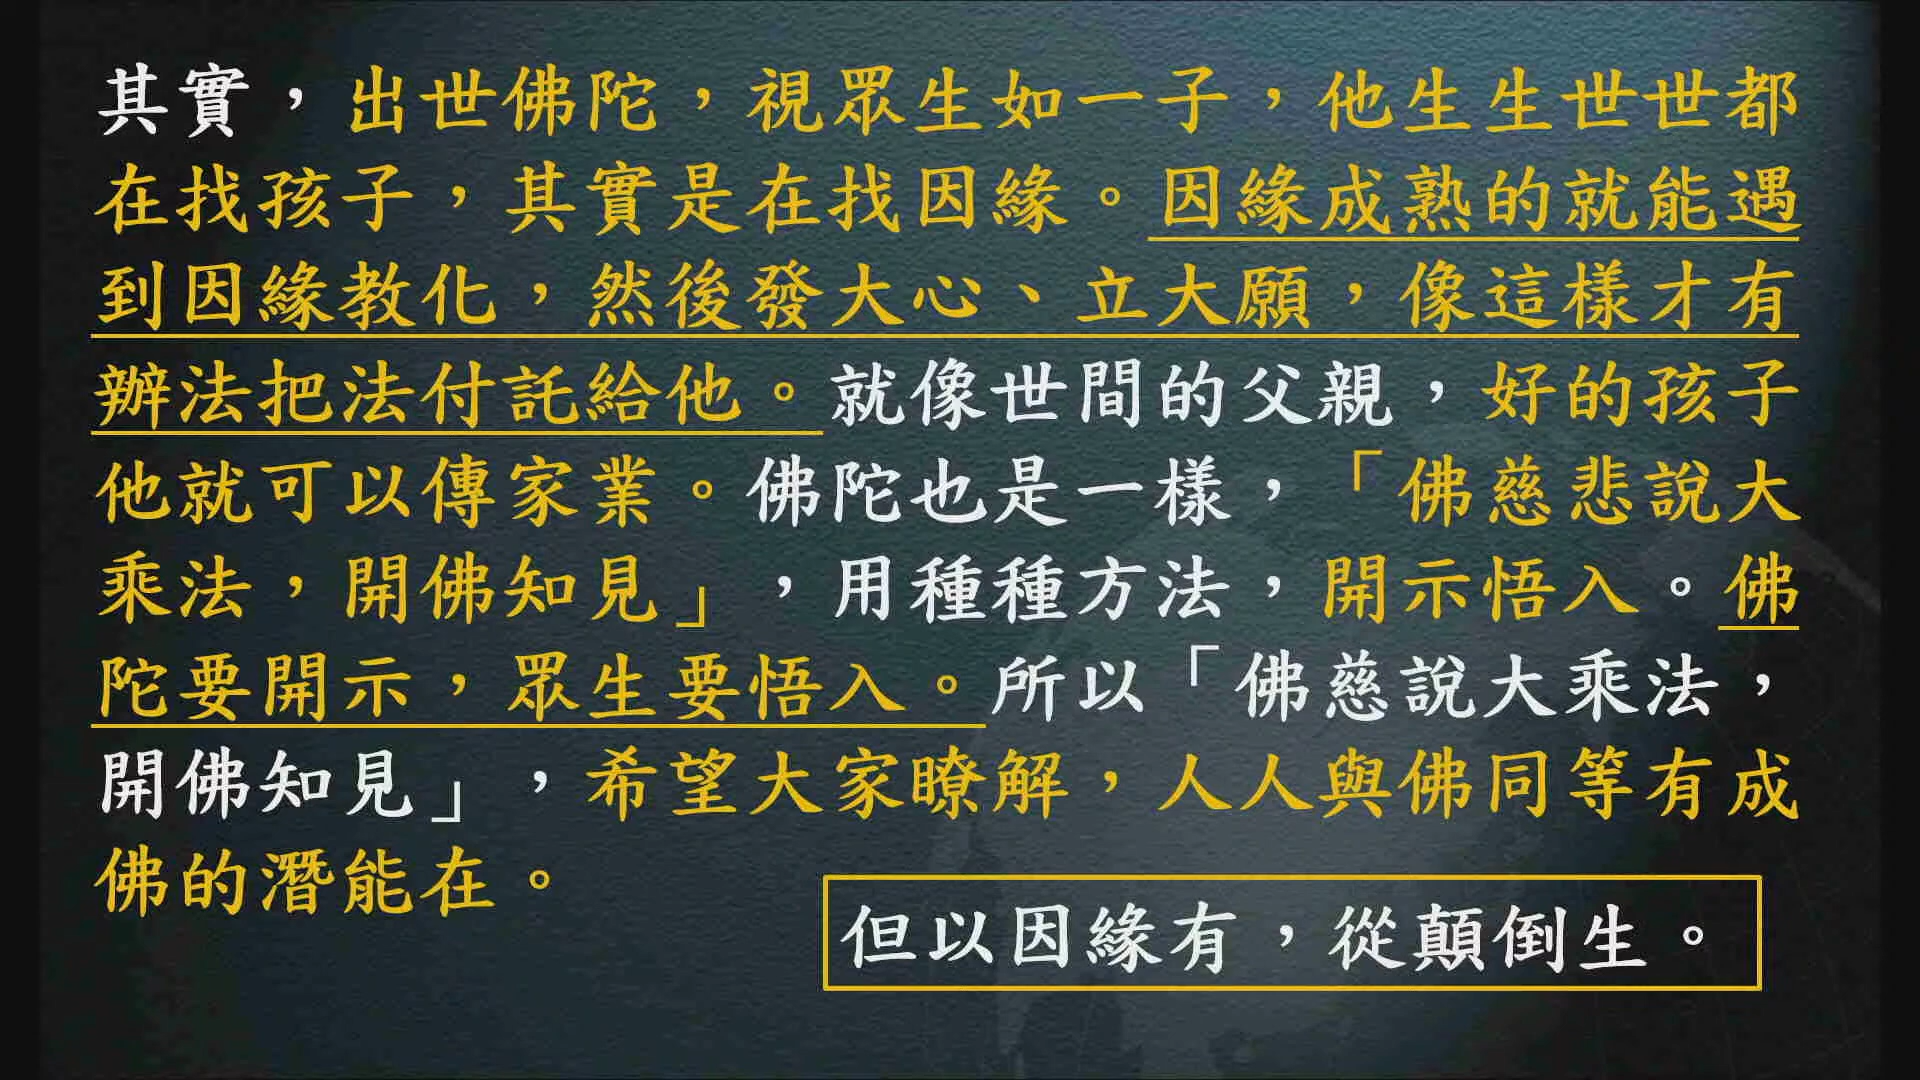 其實，出世佛陀，視眾生如一子，他生生世世都
在找孩子，其實是在找因緣。因緣成熟的就能遇
到因緣教化，然後發大心、立大願，像這樣才有
辦法把法付託給他。就像世間的父親，好的孩子
他就可以傳家業。佛陀也是一樣，「佛慈悲說大
乘法，開佛知見」，用種種方法，開示悟入。佛
陀要開示，眾生要悟入。所以「佛慈說大乘法，
開佛知見」，希望大家瞭解，人人與佛同等有成
佛的潛能在。
但以因緣有，從顛倒生。